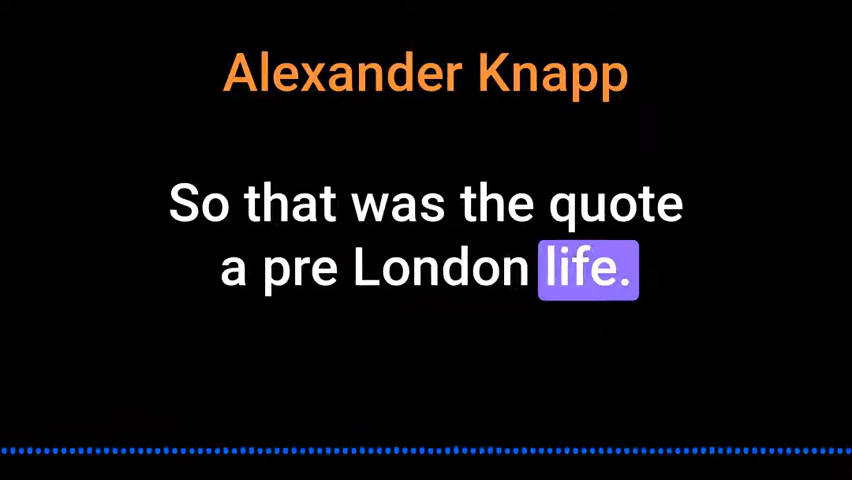 Alexander Knapp
So that was the quote
a pre London life.